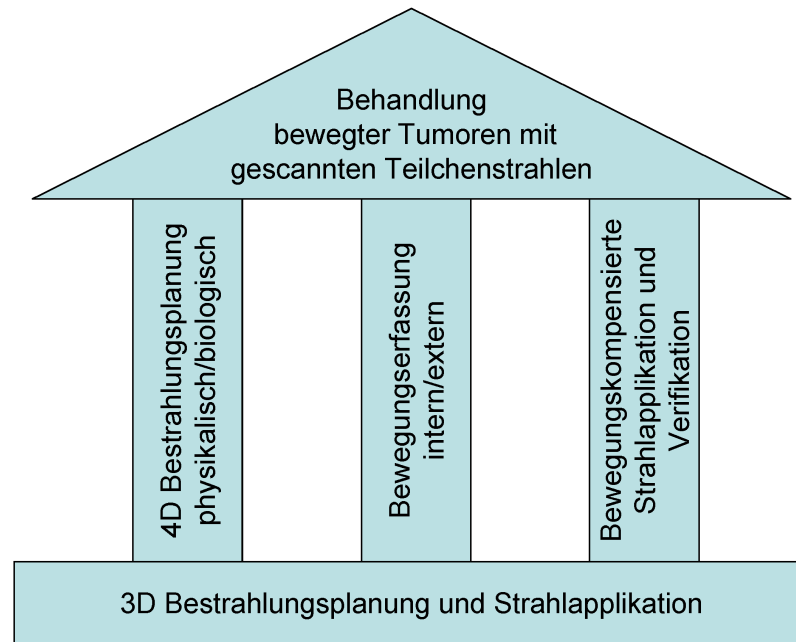 Behandlung
bewegter Tumoren mit
gescannten Teilchenstrahlen
4D Bestrahlungsplanung
physikalisch/biologisch
Bewegungserfassung
intern/extern
Bewegungskompensierte
Strahlapplikation und
Verifikation
3D Bestrahlungsplanung und Strahlapplikation